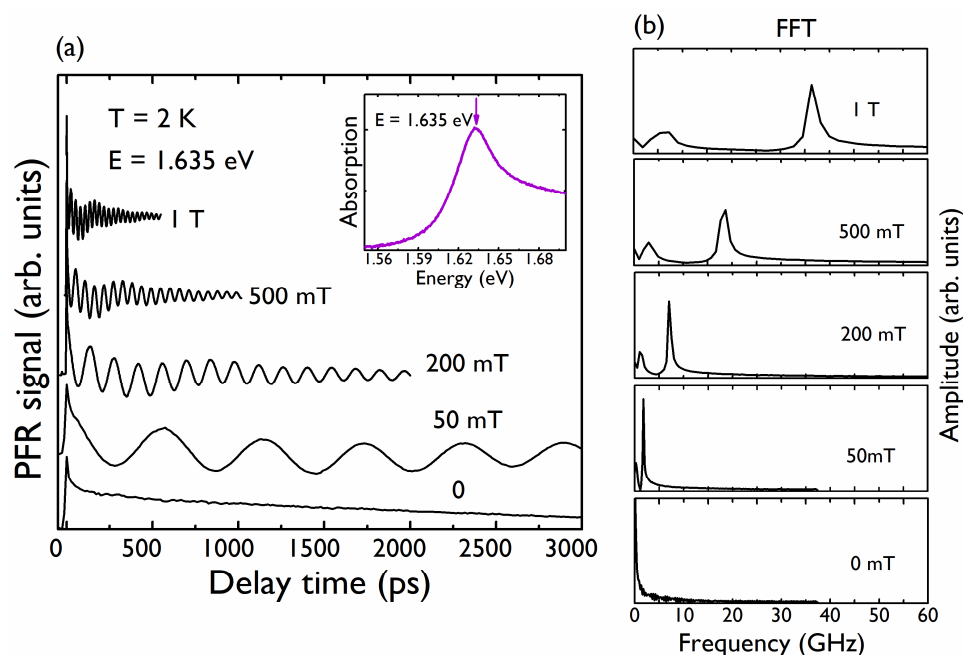 (a)
PFR signal (arb. units)
T = 2 K
E = 1.635 eV
1 T
500 mT
200 mT
50 mT
0
0 500 1000 1500 2000 2500 3000
Delay time (ps)
Absorption
E = 1.635 eV
1.56 1.59 1.62 1.65 1.68
Energy (eV)
(b)
FFT
1 T
500 mT
200 mT
50mT
0 mT
0 10 20 30 40 50 60
Frequency (GHz)
Amplitude (arb. units)